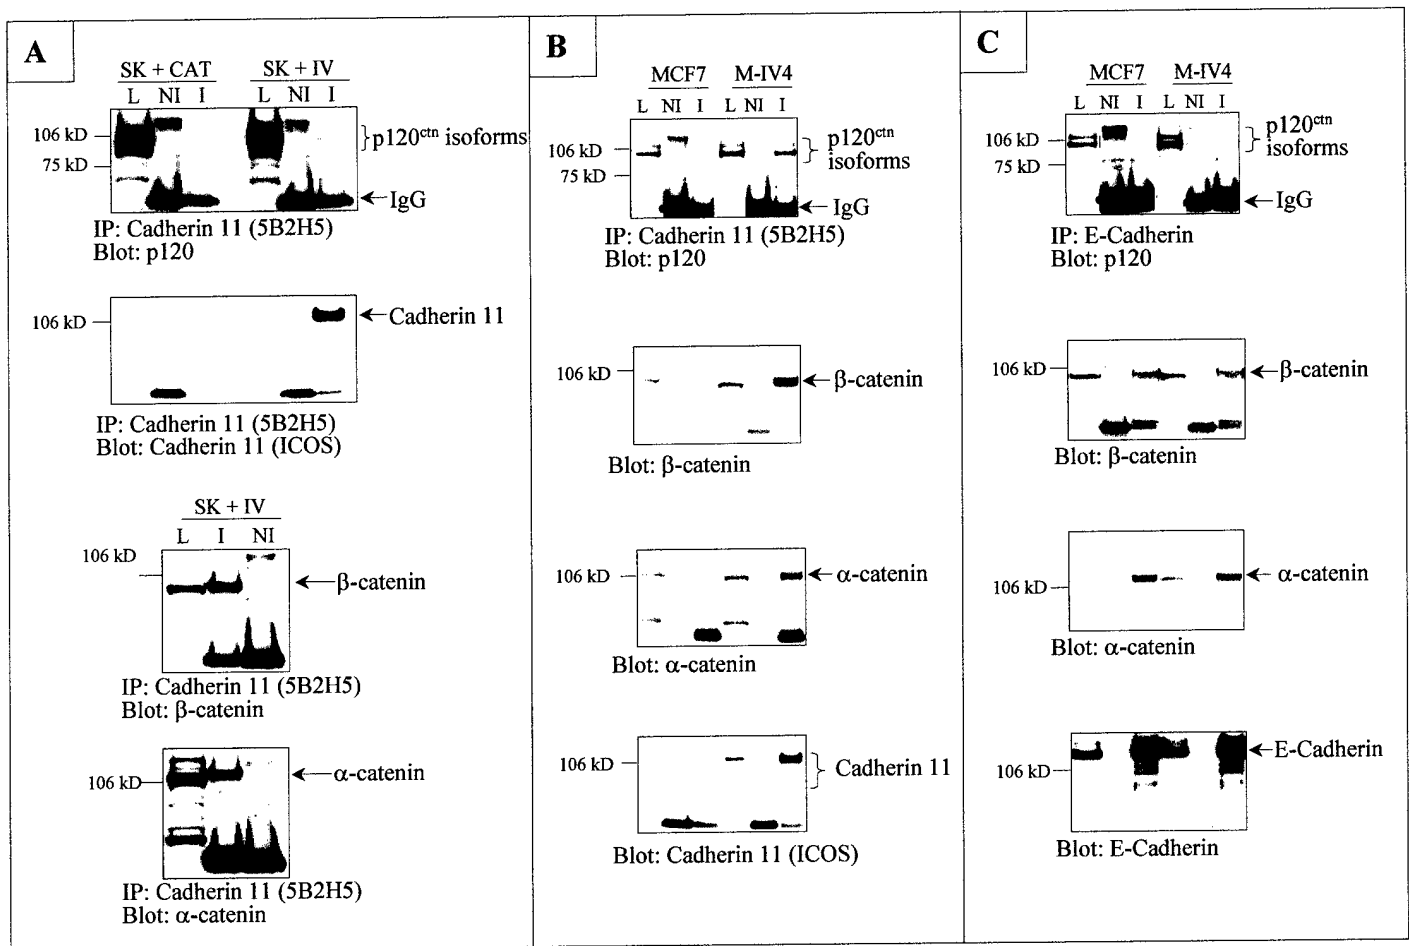 A
SK + CAT SK + IV
L NI I L NI I
106 kD
p120ctn isoforms
75 kD
IgG
IP: Cadherin 11 (5B2H5)
Blot: p120
106 kD
Cadherin 11
IP: Cadherin 11 (5B2H5)
Blot: Cadherin 11 (ICOS)
SK + IV
L I NI
106 kD
β-catenin
IP: Cadherin 11 (5B2H5)
Blot: β-catenin
106 kD
α-catenin
IP: Cadherin 11 (5B2H5)
Blot: α-catenin
B
MCF7 M-IV4
L NI I L NI I
106 kD
p120ctn
isoforms
75 kD
IgG
IP: Cadherin 11 (5B2H5)
Blot: p120
106 kD
β-catenin
Blot: β-catenin
106 kD
α-catenin
Blot: α-catenin
106 kD
Cadherin 11
Blot: Cadherin 11 (ICOS)
C
MCF7 M-IV4
L NI I L NI I
106 kD
p120ctn
isoforms
75 kD
IgG
IP: E-Cadherin
Blot: p120
106 kD
β-catenin
Blot: β-catenin
106 kD
α-catenin
Blot: α-catenin
E-Cadherin
106 kD
Blot: E-Cadherin